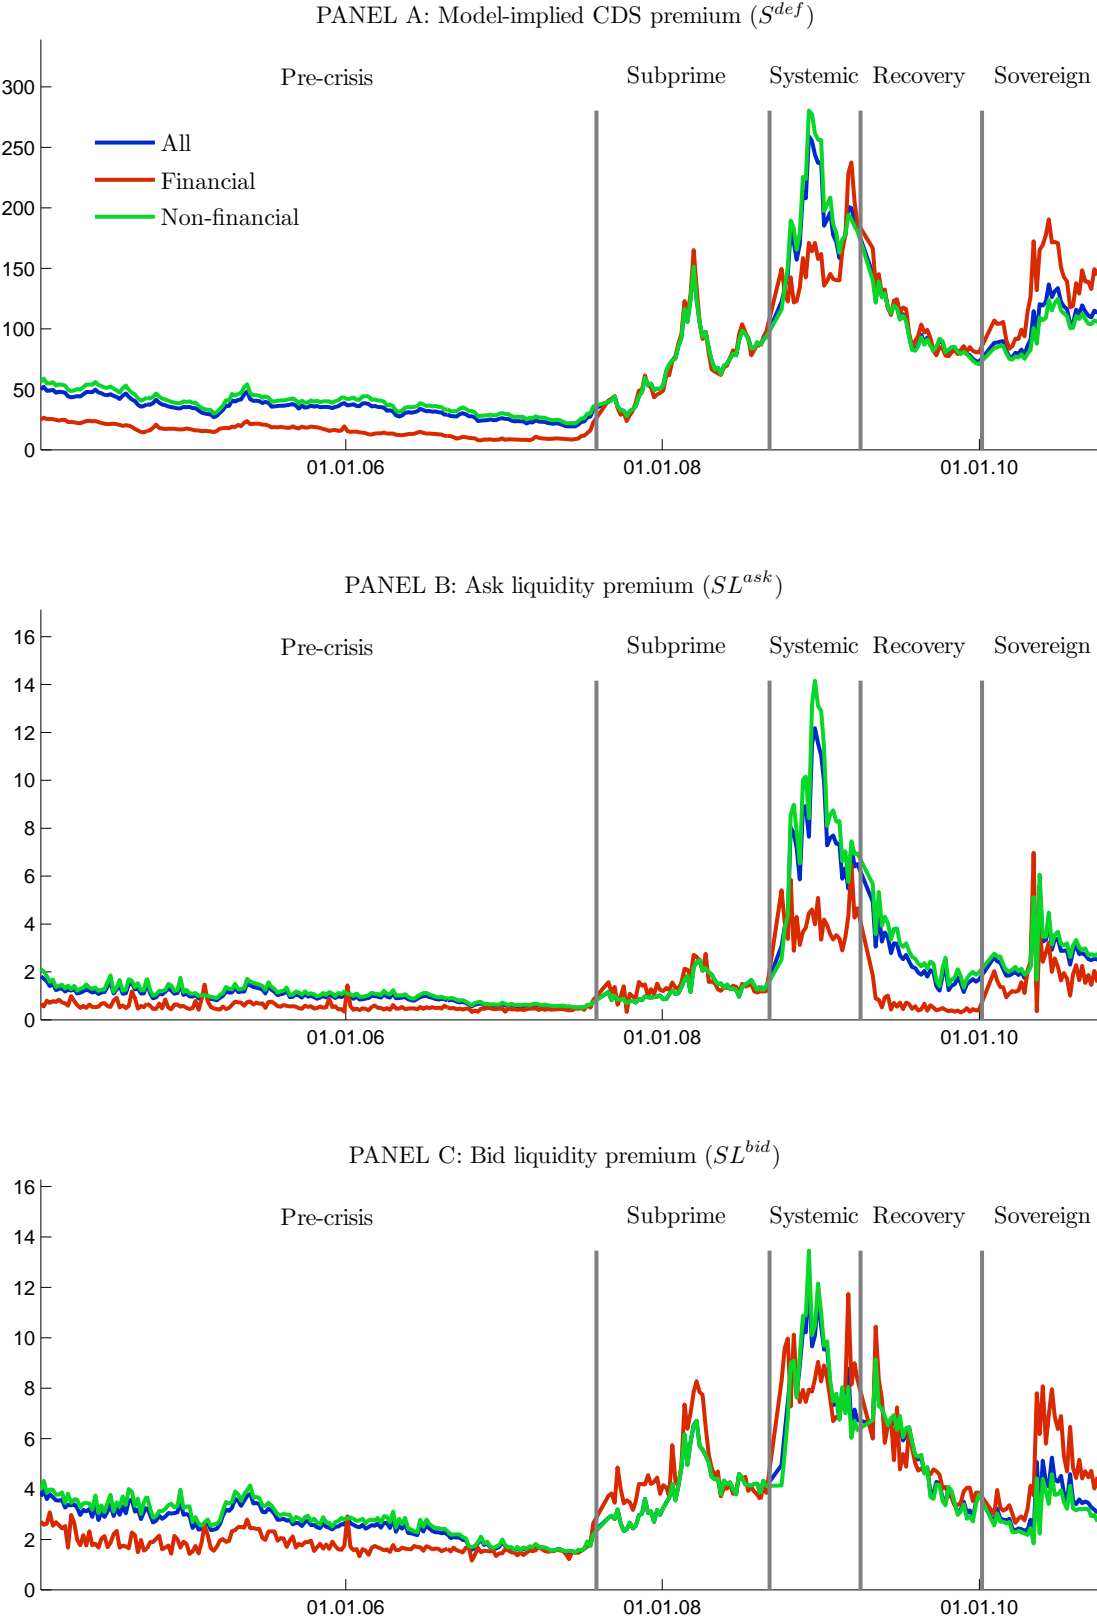 PANEL A: Model-implied CDS premium (S^def)
Pre-crisis Subprime Systemic Recovery Sovereign
300
250
200
150
100
50
0
All
Financial
Non-financial
01.01.06 01.01.08 01.01.10
PANEL B: Ask liquidity premium (SL^ask)
Pre-crisis Subprime Systemic Recovery Sovereign
16
14
12
10
8
6
4
2
0
01.01.06 01.01.08 01.01.10
PANEL C: Bid liquidity premium (SL^bid)
Pre-crisis Subprime Systemic Recovery Sovereign
16
14
12
10
8
6
4
2
0
01.01.06 01.01.08 01.01.10